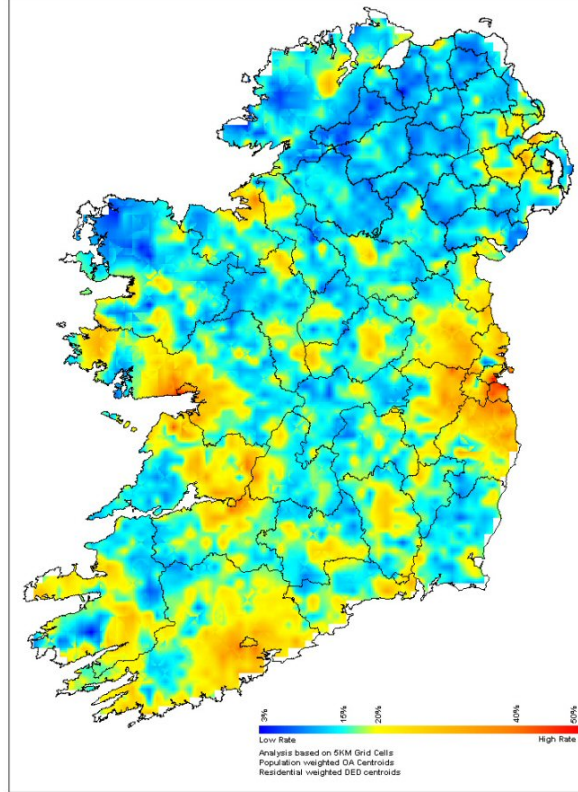 3% 15% 20% 40% 50%
Low Rate High Rate
Analysis based on 5KM Grid Cells
Population weighted OA Centroids
Residential weighted DED centroids